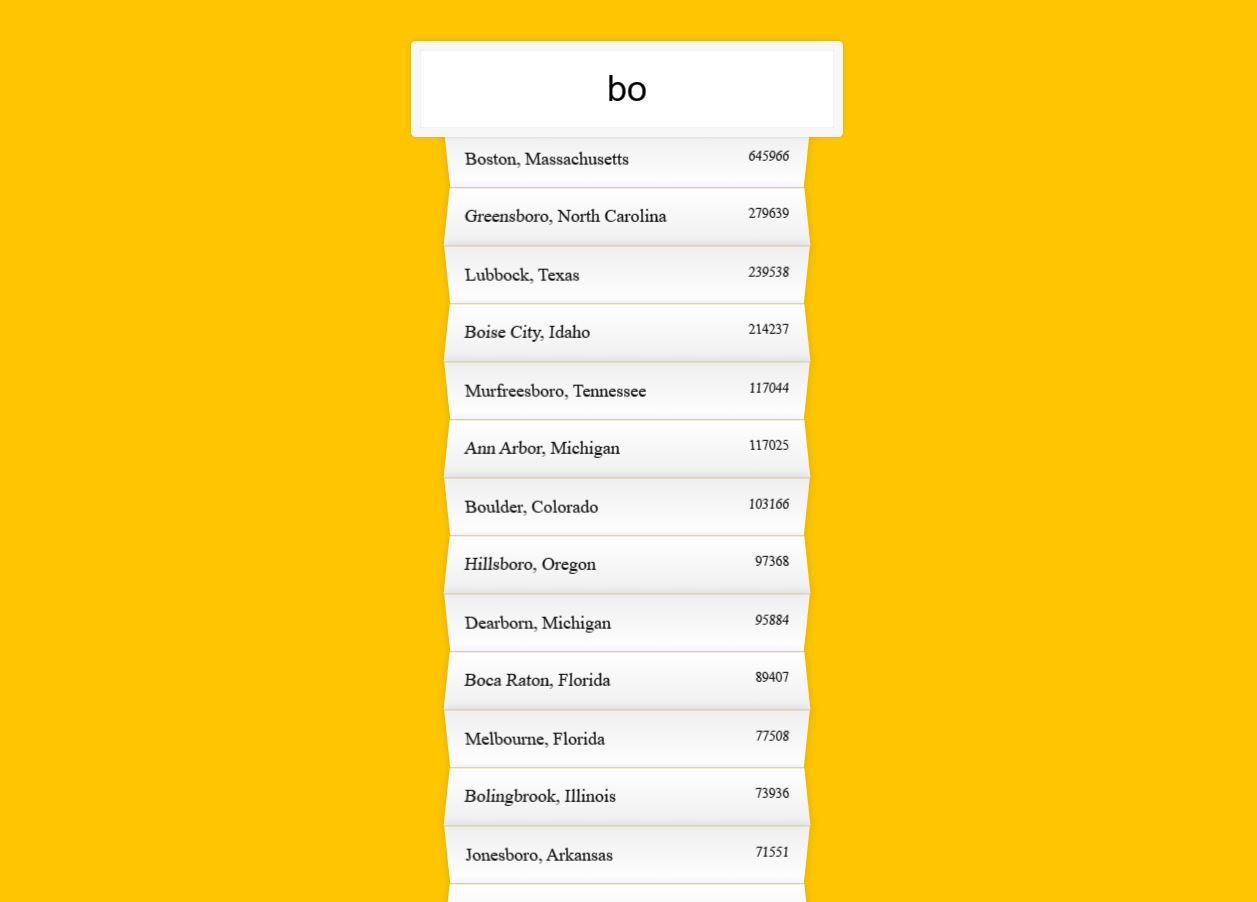 bo
Boston, Massachusetts 645966
Greensboro, North Carolina 279639
Lubbock, Texas 239538
Boise City, Idaho 214237
Murfreesboro, Tennessee 117044
Ann Arbor, Michigan 117025
Boulder, Colorado 103166
Hillsboro, Oregon 97368
Dearborn, Michigan 95884
Boca Raton, Florida 89407
Melbourne, Florida 77508
Bolingbrook, Illinois 73936
Jonesboro, Arkansas 71551